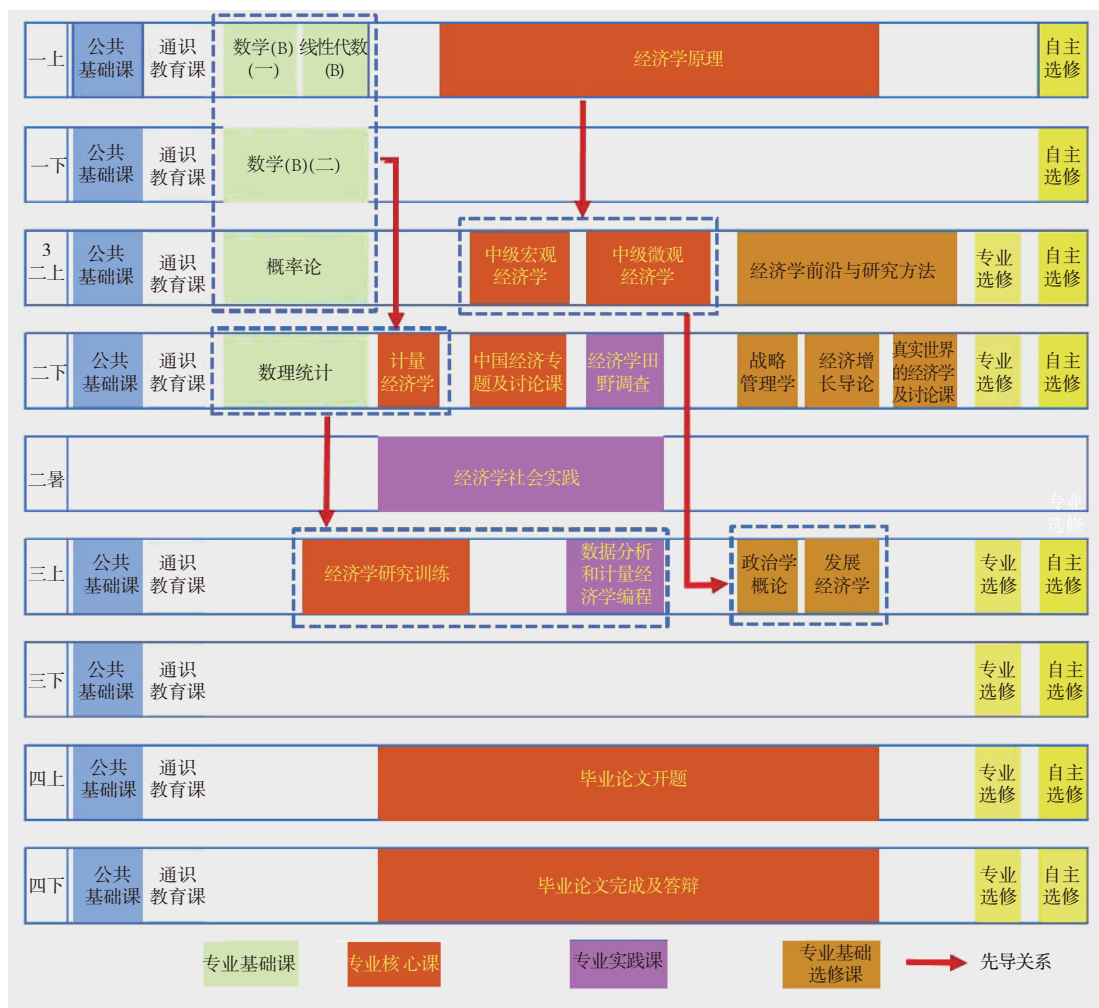 一上
公共
基础课
通识
教育课
数学(B)
(一)
线性代数
(B)
经济学原理
自主
选修
一下
公共
基础课
通识
教育课
数学(B)(二)
自主
选修
3
二上
公共
基础课
通识
教育课
概率论
中级宏观
经济学
中级微观
经济学
经济学前沿与研究方法
专业
选修
自主
选修
二下
公共
基础课
通识
教育课
数理统计
计量
经济学
中国经济专
题及讨论课
经济学田
野调查
战略
管理学
经济增
长导论
真实世界
的经济学
及讨论课
专业
选修
自主
选修
二暑
经济学社会实践
专业
选修
三上
公共
基础课
通识
教育课
经济学研究训练
数据分析
和计量经
济学编程
政治学
概论
发展
经济学
专业
选修
自主
选修
三下
公共
基础课
通识
教育课
专业
选修
自主
选修
四上
公共
基础课
通识
教育课
毕业论文开题
专业
选修
自主
选修
四下
公共
基础课
通识
教育课
毕业论文完成及答辩
专业
选修
自主
选修
专业基础课
专业核心课
专业实践课
专业基础
选修课
先导关系